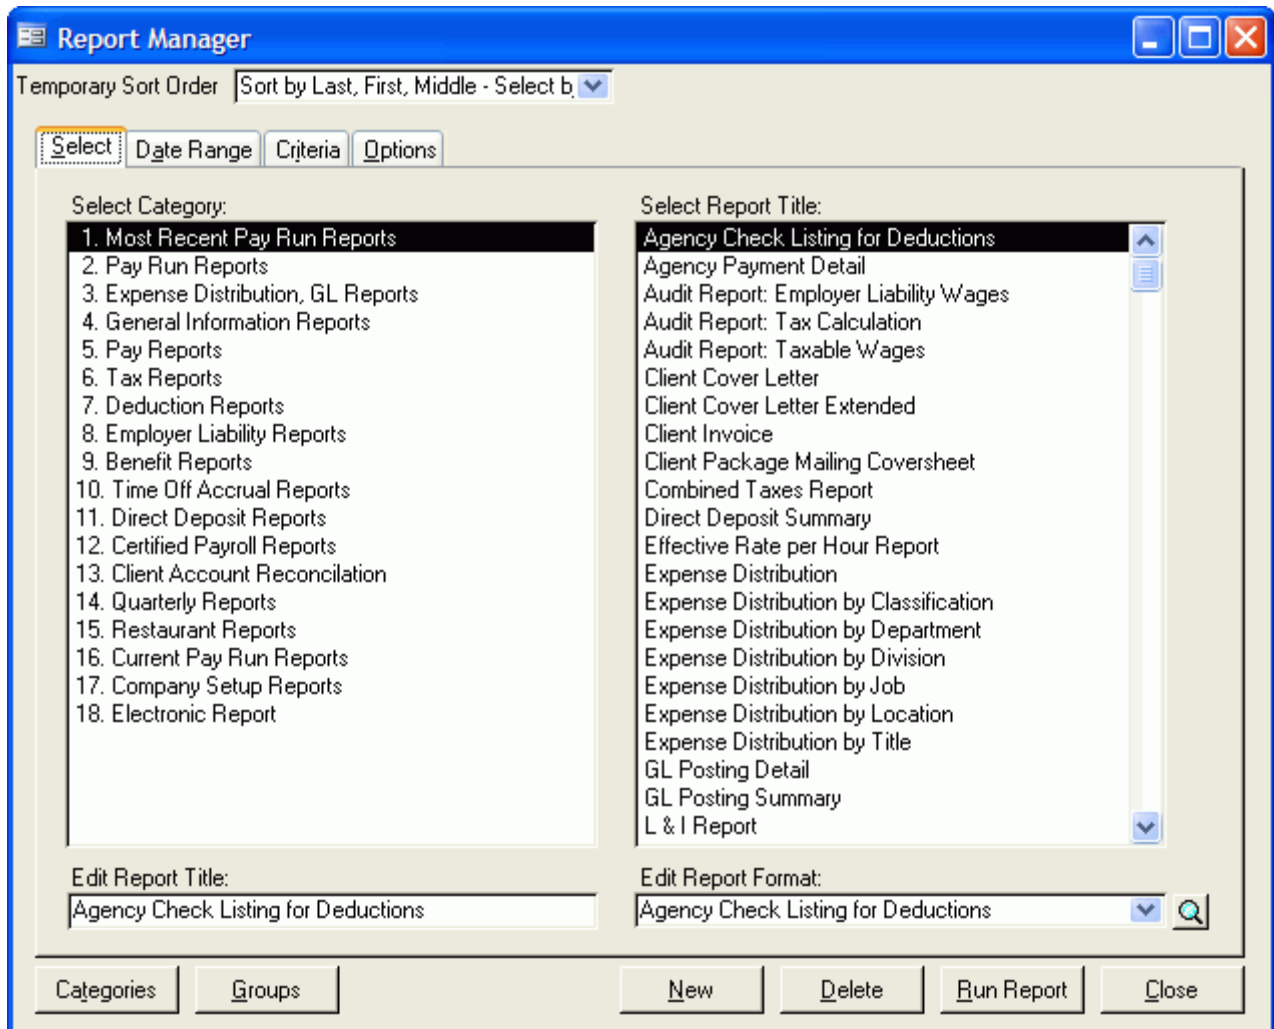 Report Manager
Temporary Sort Order Sort by Last, First, Middle - Select b
Select Date Range Criteria Options
Select Category:
1. Most Recent Pay Run Reports
2. Pay Run Reports
3. Expense Distribution, GL Reports
4. General Information Reports
5. Pay Reports
6. Tax Reports
7. Deduction Reports
8. Employer Liability Reports
9. Benefit Reports
10. Time Off Accrual Reports
11. Direct Deposit Reports
12. Certified Payroll Reports
13. Client Account Reconcilation
14. Quarterly Reports
15. Restaurant Reports
16. Current Pay Run Reports
17. Company Setup Reports
18. Electronic Report
Select Report Title:
Agency Check Listing for Deductions
Agency Payment Detail
Audit Report: Employer Liability Wages
Audit Report: Tax Calculation
Audit Report: Taxable Wages
Client Cover Letter
Client Cover Letter Extended
Client Invoice
Client Package Mailing Coversheet
Combined Taxes Report
Direct Deposit Summary
Effective Rate per Hour Report
Expense Distribution
Expense Distribution by Classification
Expense Distribution by Department
Expense Distribution by Division
Expense Distribution by Job
Expense Distribution by Location
Expense Distribution by Title
GL Posting Detail
GL Posting Summary
L & I Report
Edit Report Title:
Agency Check Listing for Deductions
Edit Report Format:
Agency Check Listing for Deductions
Categories Groups New Delete Run Report Close